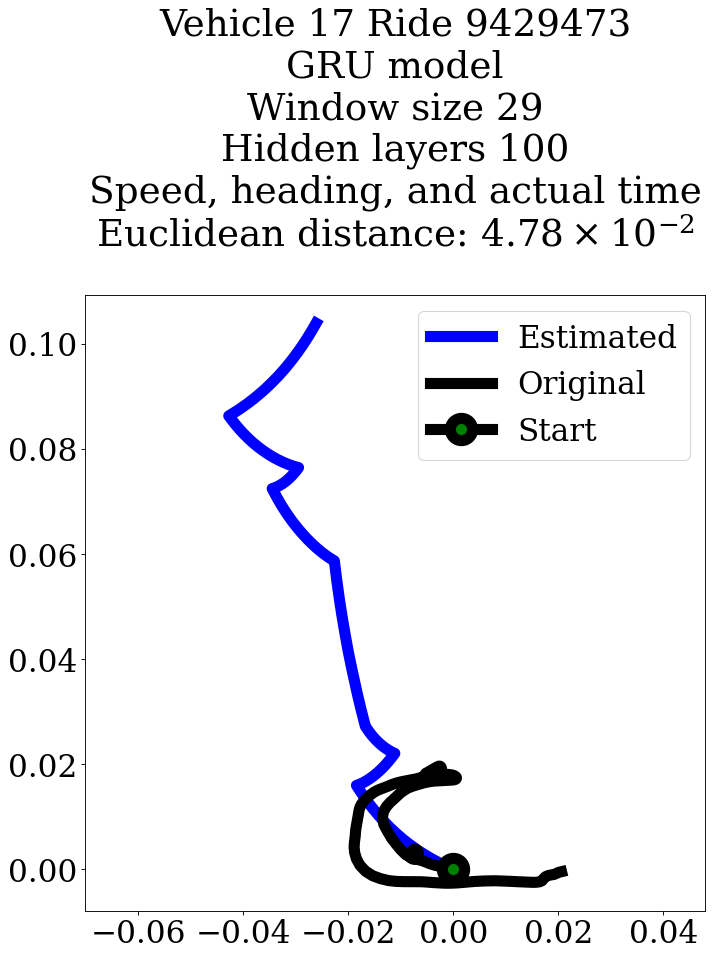 Vehicle 17 Ride 9429473
GRU model
Window size 29
Hidden layers 100
Speed, heading, and actual time
Euclidean distance: 4.78 × 10⁻²
Estimated
Original
Start
0.10
0.08
0.06
0.04
0.02
0.00
−0.06 −0.04 −0.02 0.00 0.02 0.04